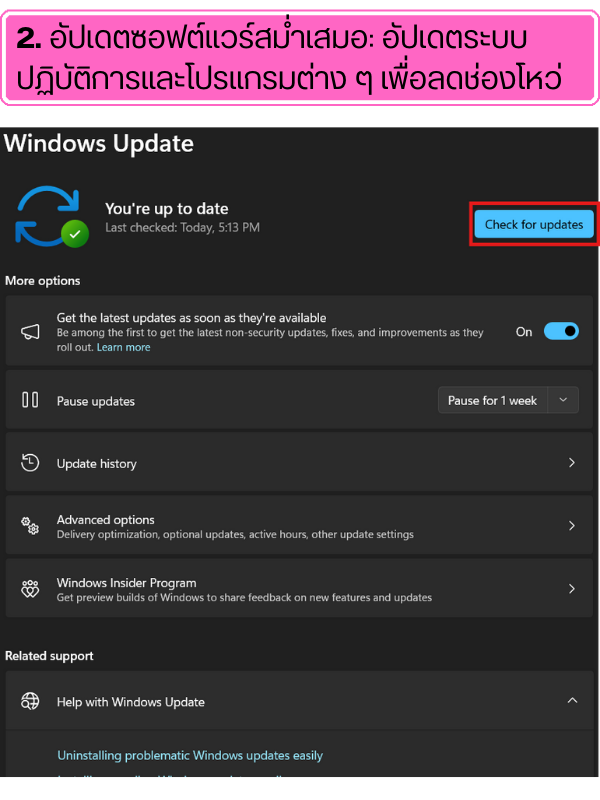 2. อัปเดตซอฟต์แวร์สม่ำเสมอ: อัปเดตระบบ
ปฏิบัติการและโปรแกรมต่าง ๆ เพื่อลดช่องโหว่
Windows Update
You're up to date
Last checked: Today, 5:13 PM
Check for updates
More options
Get the latest updates as soon as they're available
Be among the first to get the latest non-security updates, fixes, and improvements as they
roll out. Learn more
On
Pause updates
Pause for 1 week
Update history
Advanced options
Delivery optimization, optional updates, active hours, other update settings
Windows Insider Program
Get preview builds of Windows to share feedback on new features and updates
Related support
Help with Windows Update
Uninstalling problematic Windows updates easily